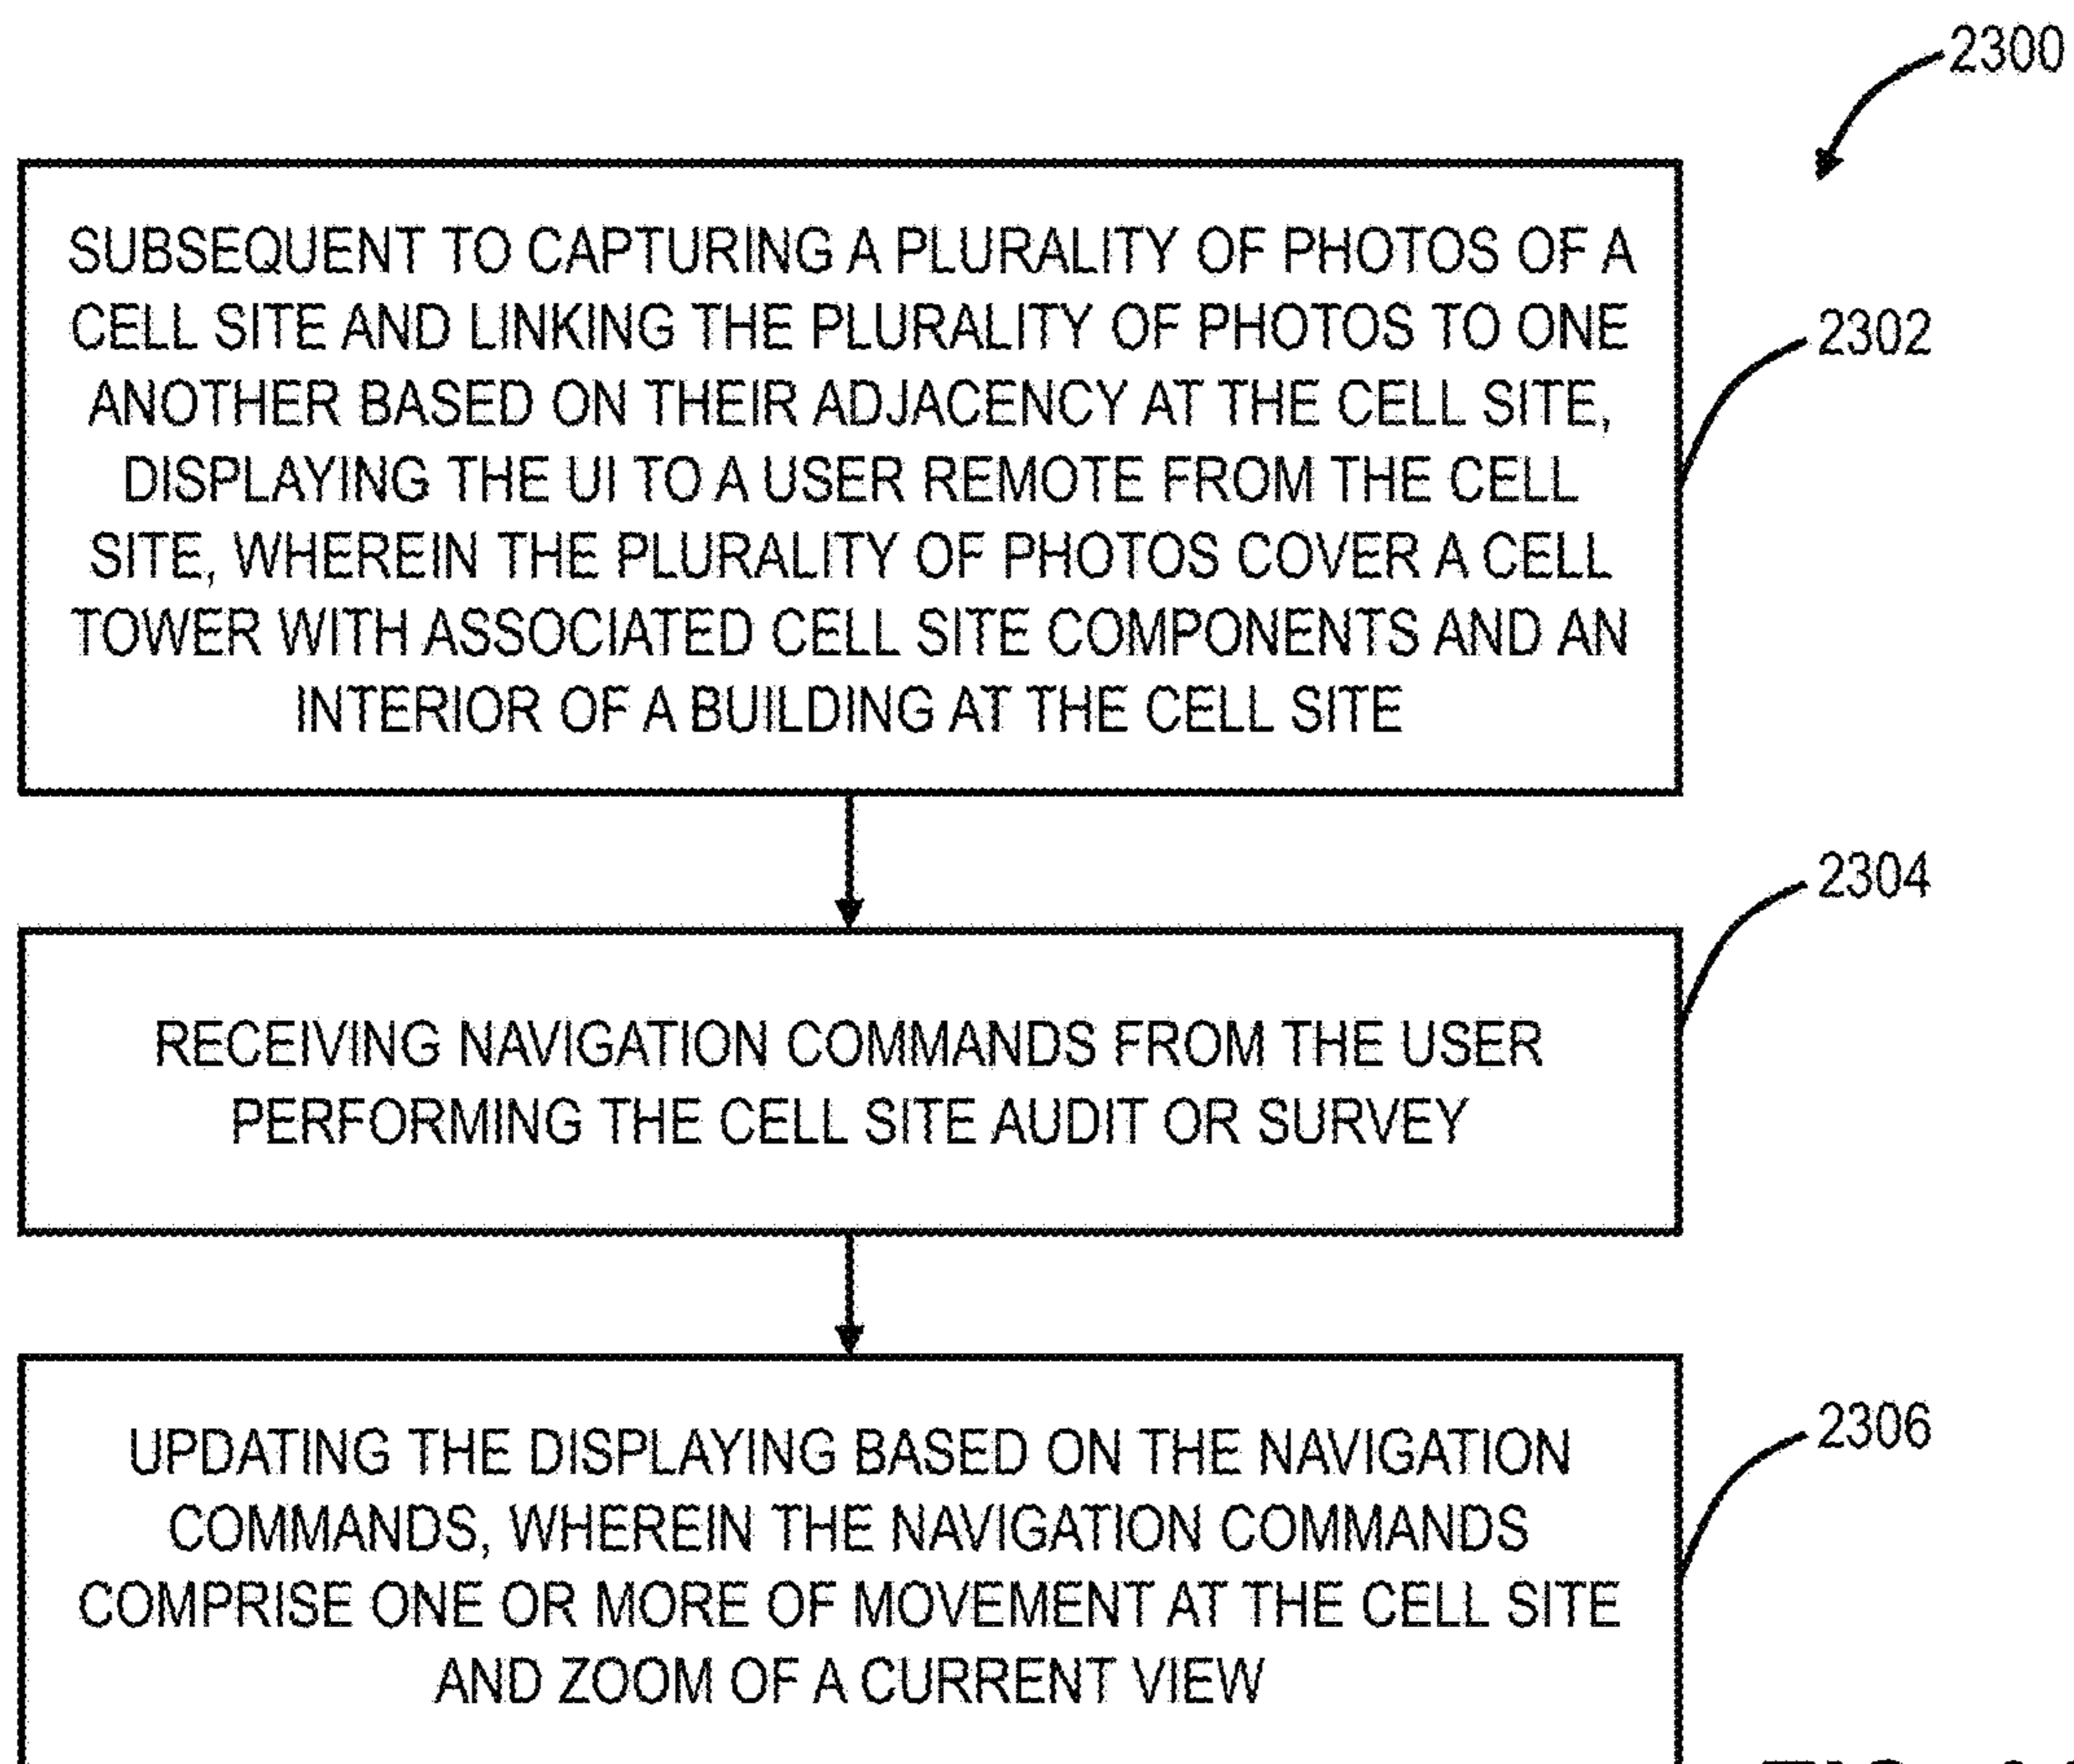 2300
SUBSEQUENT TO CAPTURING A PLURALITY OF PHOTOS OF A
CELL SITE AND LINKING THE PLURALITY OF PHOTOS TO ONE
ANOTHER BASED ON THEIR ADJACENCY AT THE CELL SITE,
DISPLAYING THE UI TO A USER REMOTE FROM THE CELL
SITE, WHEREIN THE PLURALITY OF PHOTOS COVER A CELL
TOWER WITH ASSOCIATED CELL SITE COMPONENTS AND AN
INTERIOR OF A BUILDING AT THE CELL SITE
2302
2304
RECEIVING NAVIGATION COMMANDS FROM THE USER
PERFORMING THE CELL SITE AUDIT OR SURVEY
2306
UPDATING THE DISPLAYING BASED ON THE NAVIGATION
COMMANDS, WHEREIN THE NAVIGATION COMMANDS
COMPRISE ONE OR MORE OF MOVEMENT AT THE CELL SITE
AND ZOOM OF A CURRENT VIEW